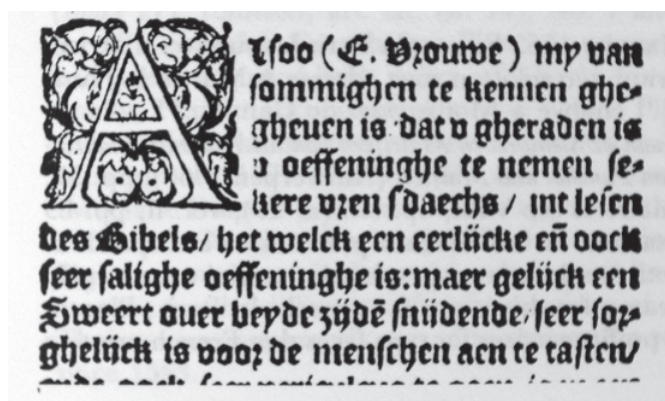 Alsoo (E. Vrouwe) my van
sommighen te kennen ghe-
gheuen is dat v gheraden is
v oeffeninghe te nemen se-
kere vren sdaechs / int lesen
des Bibels / het welck een eerlijcke eñ oock
seer salighe oeffeninghe is: maer gelijck een
Sweert ouer beyde zijdē snijdende / seer sor-
ghelijck is voor de menschen aen te tasten /